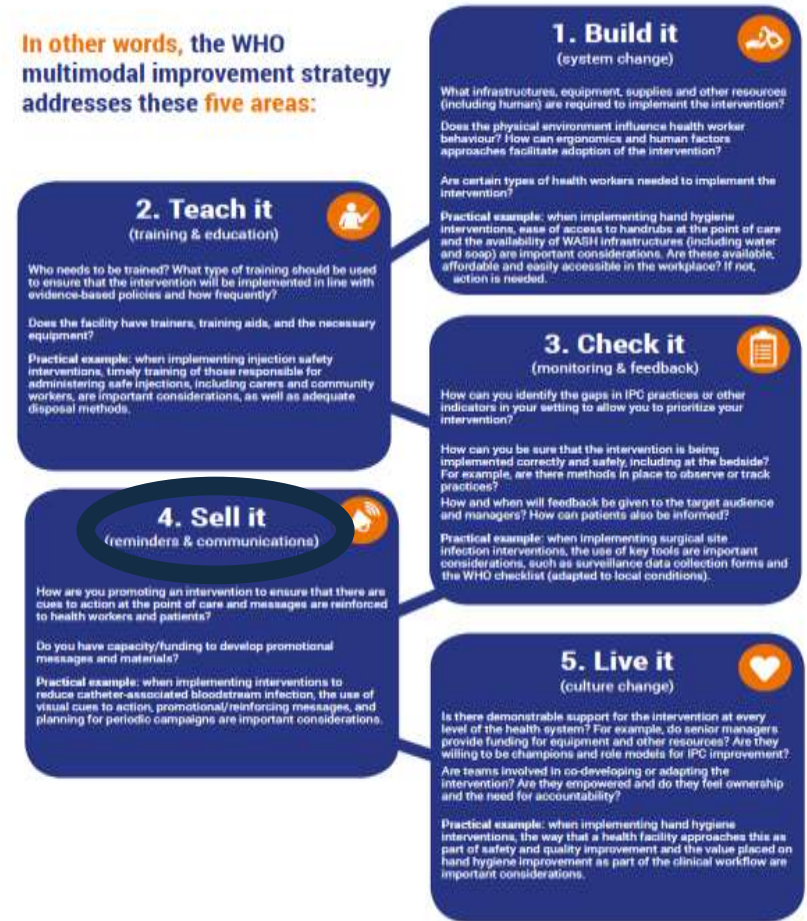 In other words, the WHO
multimodal improvement strategy
addresses these five areas:
1. Build it
(system change)
What infrastructures, equipment, supplies and other resources
(including human) are required to implement the intervention?
Does the physical environment influence health worker
behaviour? How can ergonomics and human factors
approaches facilitate adoption of the intervention?
Are certain types of health workers needed to implement the
intervention?
Practical example: when implementing hand hygiene
interventions, ease of access to handrubs at the point of care
and the availability of WASH infrastructures (including water
and soap) are important considerations. Are these available,
affordable and easily accessible in the workplace? If not,
action is needed.
2. Teach it
(training & education)
Who needs to be trained? What type of training should be used
to ensure that the intervention will be implemented in line with
evidence-based policies and how frequently?
Does the facility have trainers, training aids, and the necessary
equipment?
Practical example: when implementing injection safety
interventions, timely training of those responsible for
administering safe injections, including carers and community
workers, are important considerations, as well as adequate
disposal methods.
3. Check it
(monitoring & feedback)
How can you identify the gaps in IPC practices or other
indicators in your setting to allow you to prioritize your
intervention?
How can you be sure that the intervention is being
implemented correctly and safely, including at the bedside?
For example, are there methods in place to observe or track
practices?
How and when will feedback be given to the target audience
and managers? How can patients also be informed?
Practical example: when implementing surgical site
infection interventions, the use of key tools are important
considerations, such as surveillance data collection forms and
the WHO checklist (adapted to local conditions).
4. Sell it
(reminders & communications)
How are you promoting an intervention to ensure that there are
cues to action at the point of care and messages are reinforced
to health workers and patients?
Do you have capacity/funding to develop promotional
messages and materials?
Practical example: when implementing interventions to
reduce catheter-associated bloodstream infection, the use of
visual cues to action, promotional/reinforcing messages, and
planning for periodic campaigns are important considerations.
5. Live it
(culture change)
Is there demonstrable support for the intervention at every
level of the health system? For example, do senior managers
provide funding for equipment and other resources? Are they
willing to be champions and role models for IPC improvement?
Are teams involved in co-developing or adapting the
intervention? Are they empowered and do they feel ownership
and the need for accountability?
Practical example: when implementing hand hygiene
interventions, the way that a health facility approaches this as
part of safety and quality improvement and the value placed on
hand hygiene improvement as part of the clinical workflow are
important considerations.